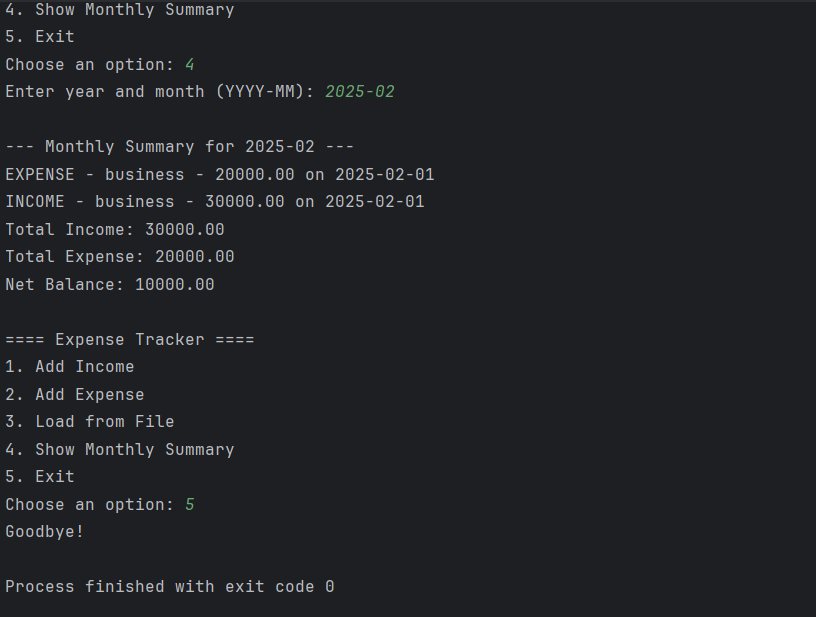 4. Show Monthly Summary
5. Exit
Choose an option: 4
Enter year and month (YYYY-MM): 2025-02
--- Monthly Summary for 2025-02 ---
EXPENSE - business - 20000.00 on 2025-02-01
INCOME - business - 30000.00 on 2025-02-01
Total Income: 30000.00
Total Expense: 20000.00
Net Balance: 10000.00
==== Expense Tracker ====
1. Add Income
2. Add Expense
3. Load from File
4. Show Monthly Summary
5. Exit
Choose an option: 5
Goodbye!
Process finished with exit code 0